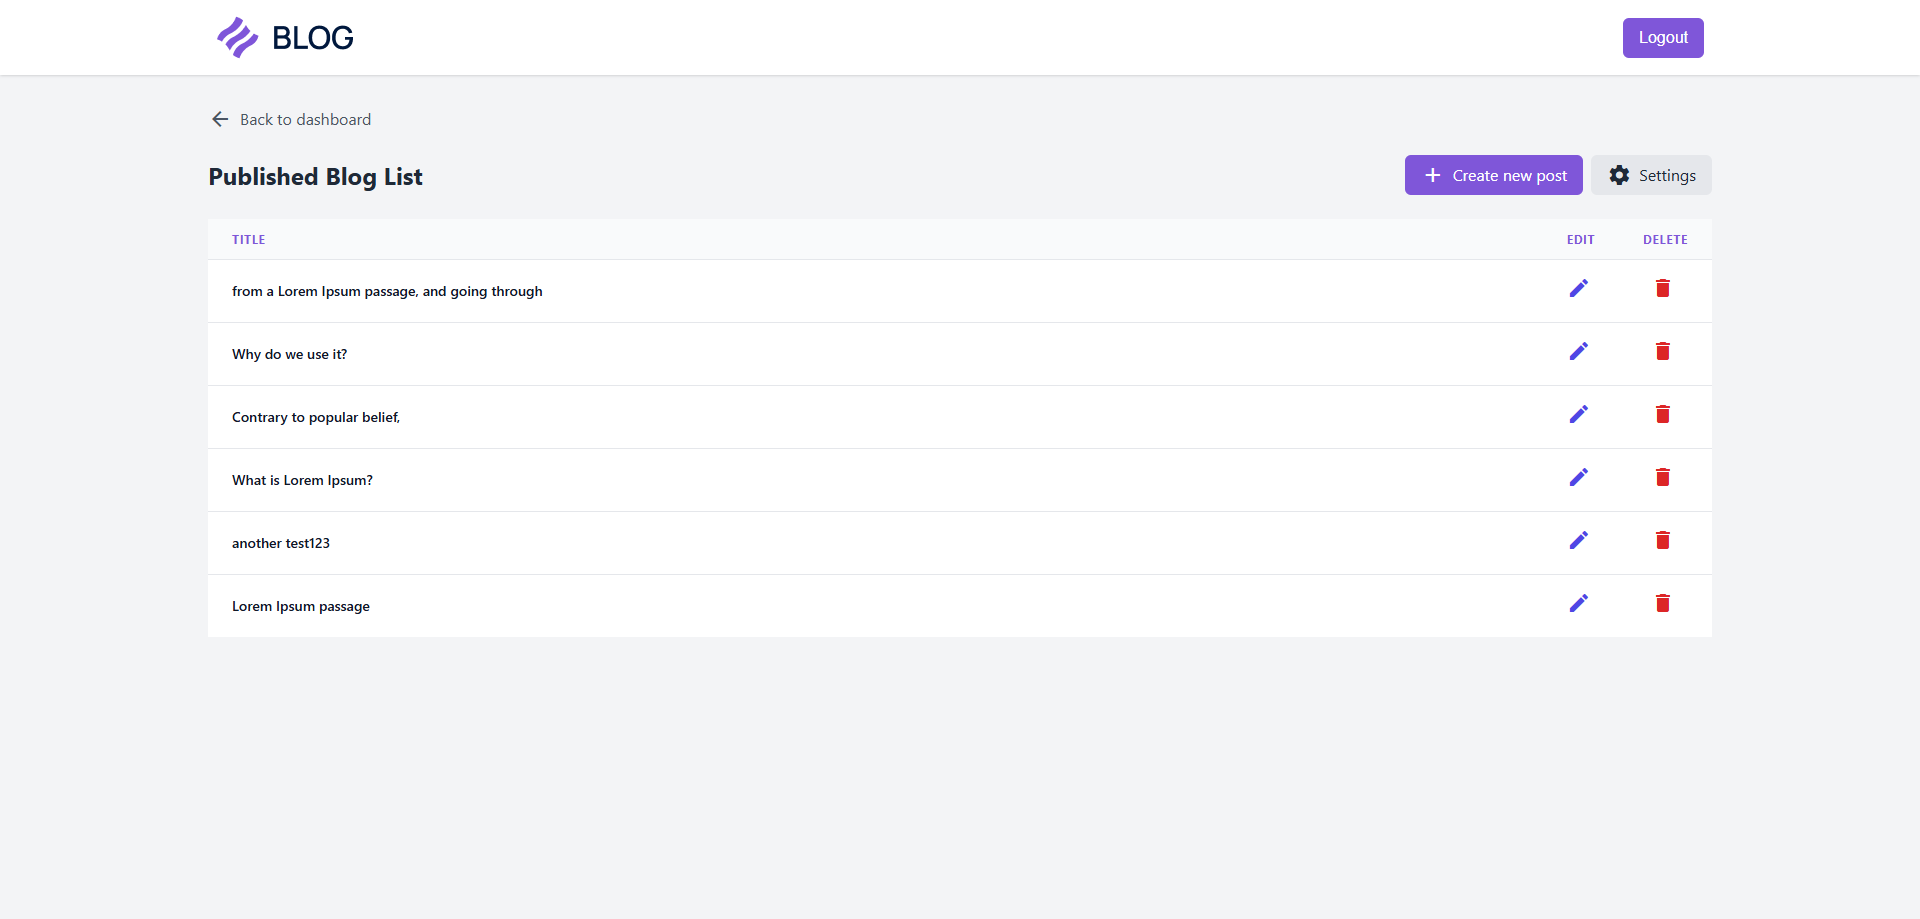 BLOG
Logout
Back to dashboard
Published Blog List
Create new post
Settings
TITLE EDIT DELETE
from a Lorem Ipsum passage, and going through
Why do we use it?
Contrary to popular belief,
What is Lorem Ipsum?
another test123
Lorem Ipsum passage